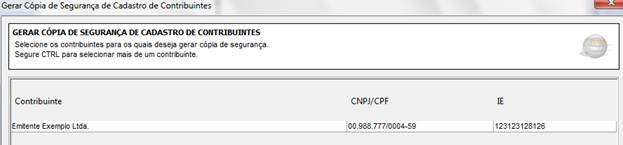 Gerar Cópia de Segurança de Cadastro de Contribuintes
GERAR CÓPIA DE SEGURANÇA DE CADASTRO DE CONTRIBUINTES
Selecione os contribuintes para os quais deseja gerar cópia de segurança.
Segure CTRL para selecionar mais de um contribuinte.
Contribuinte CNPJ/CPF IE
Emitente Exemplo Ltda. 00.988.777/0004-59 123123128126